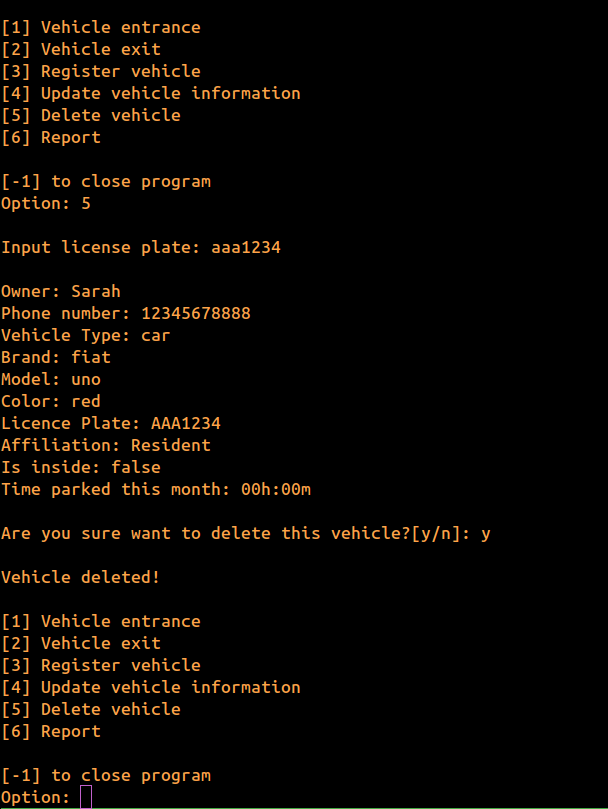 [1] Vehicle entrance
[2] Vehicle exit
[3] Register vehicle
[4] Update vehicle information
[5] Delete vehicle
[6] Report
[-1] to close program
Option: 5
Input license plate: aaa1234
Owner: Sarah
Phone number: 12345678888
Vehicle Type: car
Brand: fiat
Model: uno
Color: red
Licence Plate: AAA1234
Affiliation: Resident
Is inside: false
Time parked this month: 00h:00m
Are you sure want to delete this vehicle?[y/n]: y
Vehicle deleted!
[1] Vehicle entrance
[2] Vehicle exit
[3] Register vehicle
[4] Update vehicle information
[5] Delete vehicle
[6] Report
[-1] to close program
Option: